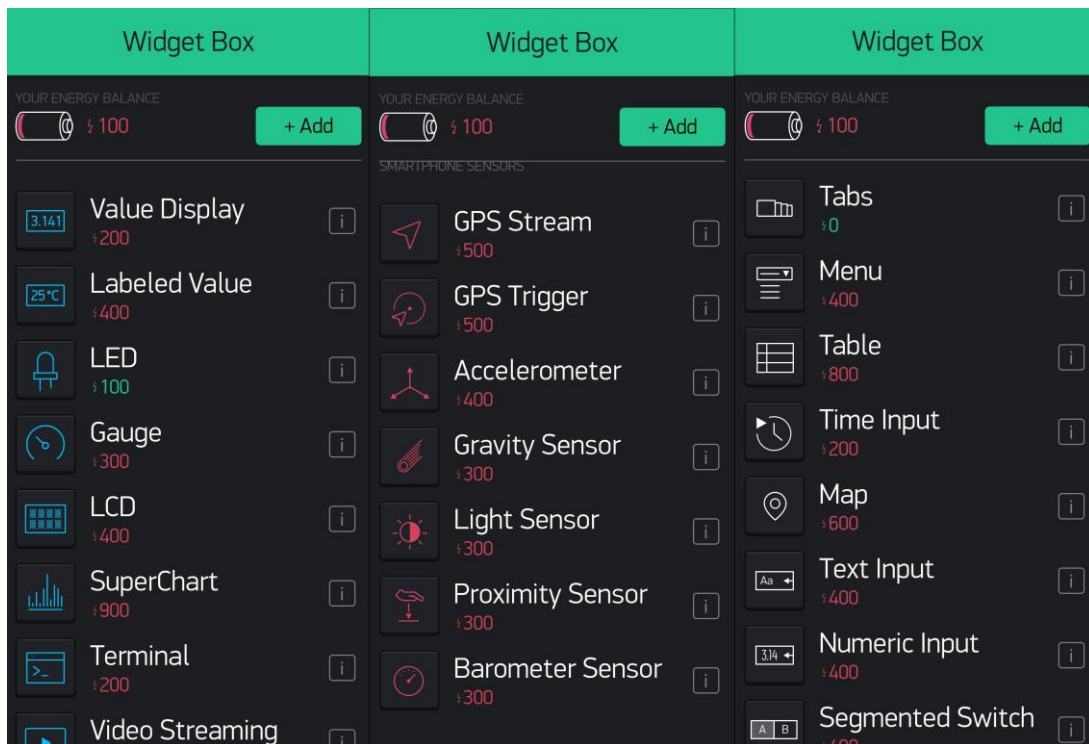 Widget Box
YOUR ENERGY BALANCE
100
+ Add
3.141
Value Display
200
25°C
Labeled Value
400
LED
100
Gauge
300
LCD
400
SuperChart
900
Terminal
200
Video Streaming
Widget Box
YOUR ENERGY BALANCE
100
+ Add
SMARTPHONE SENSORS
GPS Stream
500
GPS Trigger
500
Accelerometer
400
Gravity Sensor
300
Light Sensor
300
Proximity Sensor
300
Barometer Sensor
300
Widget Box
YOUR ENERGY BALANCE
100
+ Add
Tabs
0
Menu
400
Table
800
Time Input
200
Map
600
Aa
Text Input
400
3.14
Numeric Input
400
A B
Segmented Switch